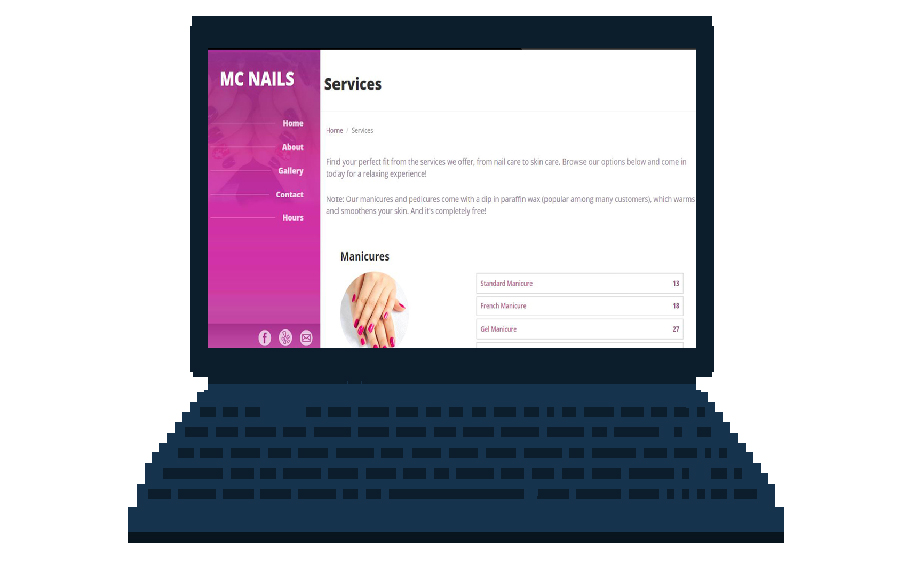 MC NAILS
Home
About
Gallery
Contact
Hours
Services
Home / Services
Find your perfect fit from the services we offer, from nail care to skin care. Browse our options below and come in
today for a relaxing experience!
Note: Our manicures and pedicures come with a dip in paraffin wax (popular among many customers), which warms
and smoothens your skin. And it's completely free!
Manicures
Standard Manicure 13
French Manicure 18
Gel Manicure 27